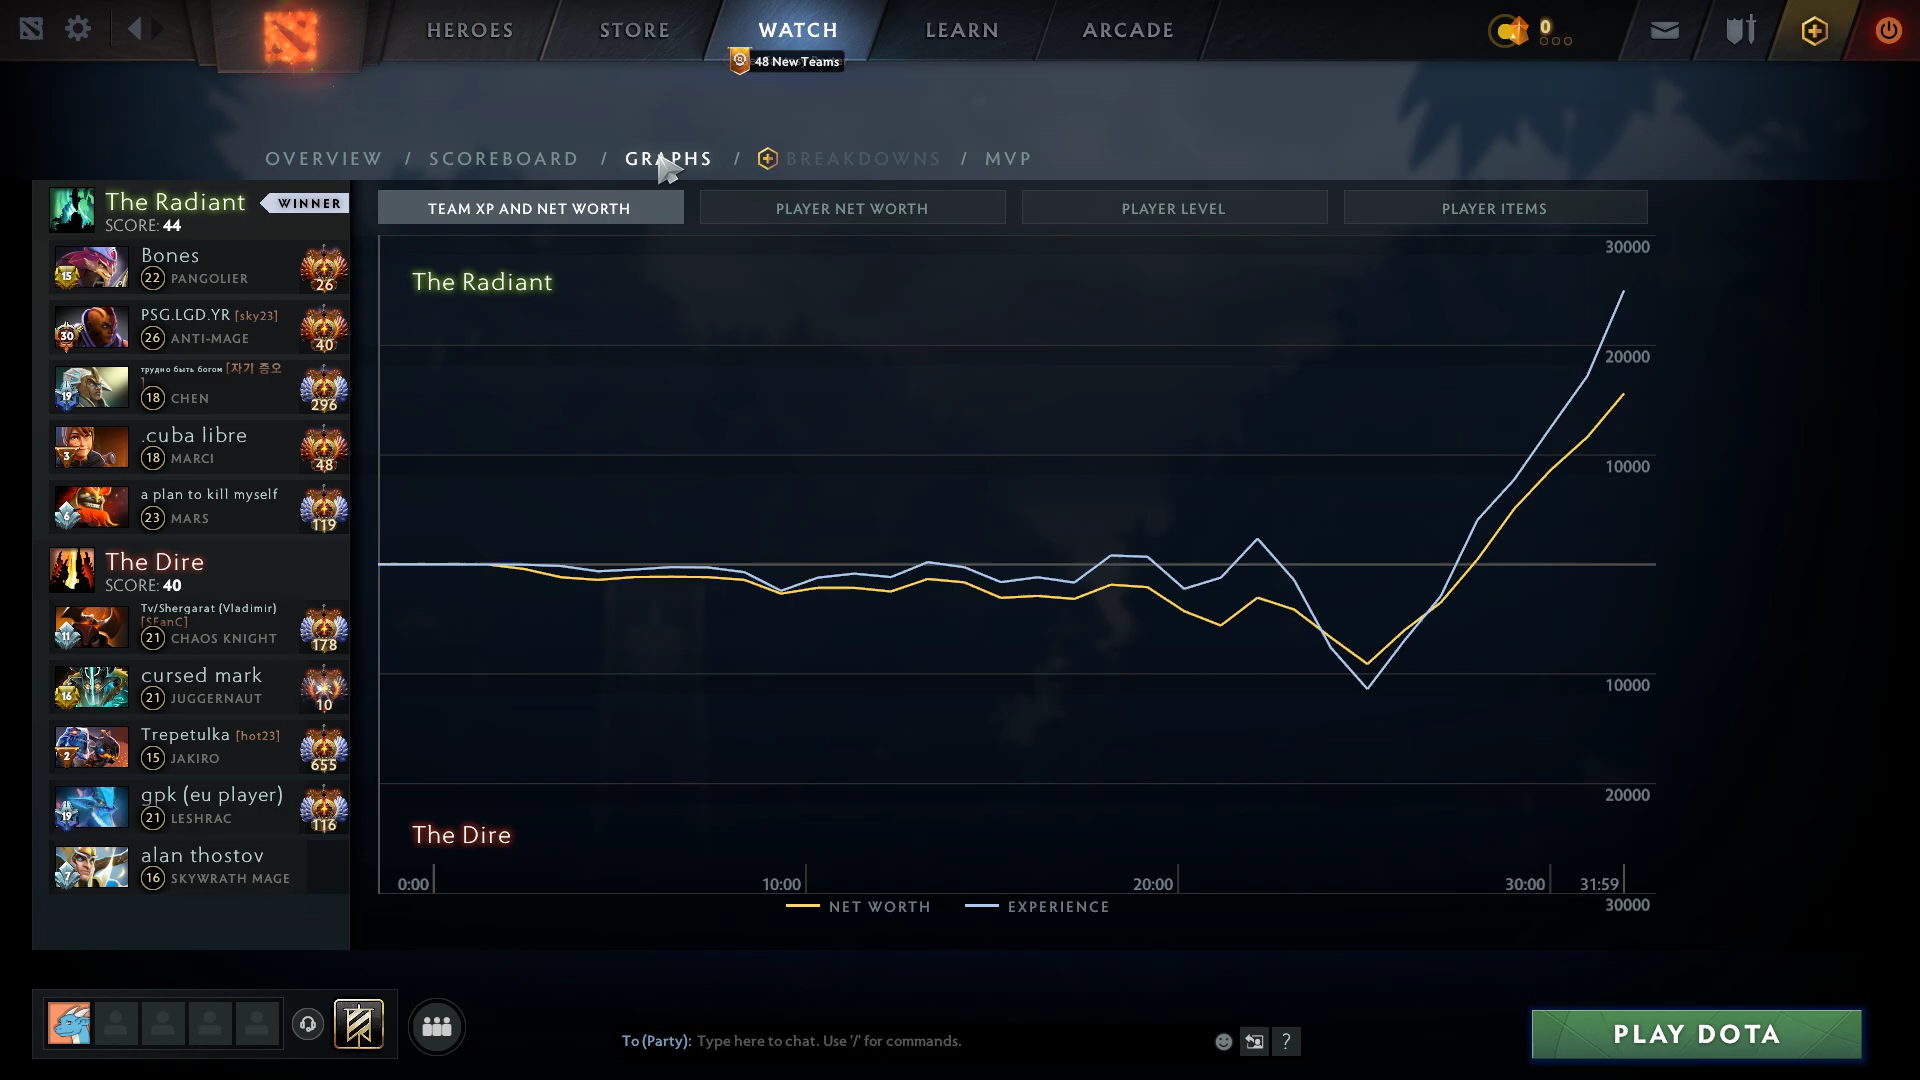 HEROES
STORE
WATCH
LEARN
ARCADE
0
48 New Teams
OVERVIEW / SCOREBOARD / GRAPHS / BREAKDOWNS / MVP
The Radiant
WINNER
SCORE: 44
TEAM XP AND NET WORTH
PLAYER NET WORTH
PLAYER LEVEL
PLAYER ITEMS
Bones
15
22 PANGOLIER
26
PSG.LGD.YR [sky23]
30
26 ANTI-MAGE
40
трудно быть богом [자기 증오
]
19
18 CHEN
296
.cuba libre
3
18 MARCI
48
a plan to kill myself
6
23 MARS
119
The Dire
SCORE: 40
Tv/Shergarat (Vladimir)
[SEanC]
11
21 CHAOS KNIGHT
178
cursed mark
16
21 JUGGERNAUT
10
Trepetulka [hot23]
2
15 JAKIRO
655
gpk (eu player)
19
21 LESHRAC
116
alan thostov
7
16 SKYWRATH MAGE
The Radiant
30000
20000
10000
10000
20000
The Dire
0:00
10:00
20:00
30:00
31:59
30000
NET WORTH
EXPERIENCE
To (Party): Type here to chat. Use '/' for commands.
?
PLAY DOTA